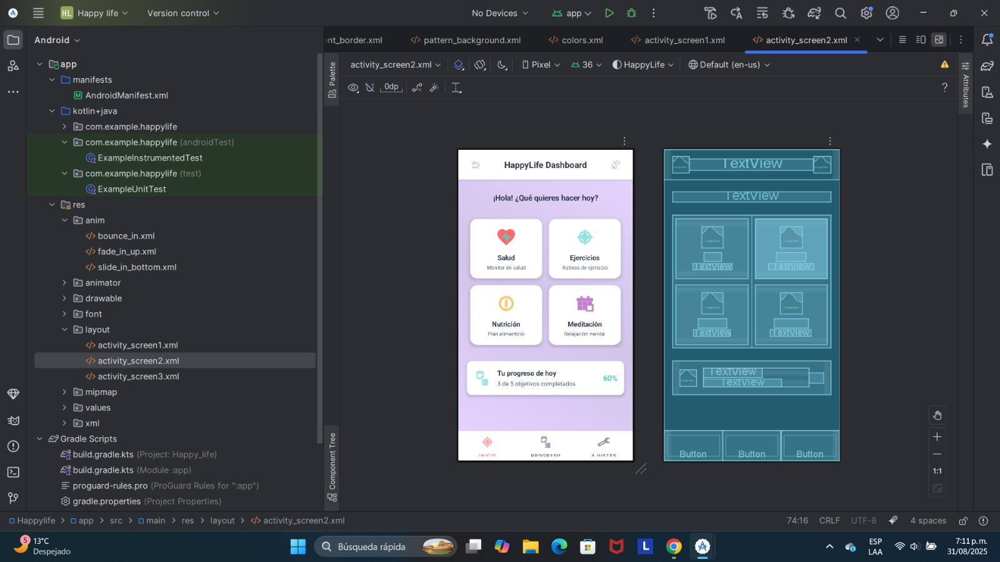 HL Happy life
Version control
No Devices
app
Android
ent_border.xml
pattern_background.xml
colors.xml
activity_screen1.xml
activity_screen2.xml
app
manifests
AndroidManifest.xml
kotlin+java
com.example.happylife
com.example.happylife (androidTest)
ExampleInstrumentedTest
com.example.happylife (test)
ExampleUnitTest
res
anim
bounce_in.xml
fade_in_up.xml
slide_in_bottom.xml
animator
drawable
font
layout
activity_screen1.xml
activity_screen2.xml
activity_screen3.xml
mipmap
values
xml
Gradle Scripts
build.gradle.kts (Project: Happy_life)
build.gradle.kts (Module :app)
proguard-rules.pro (ProGuard Rules for ":app")
gradle.properties (Project Properties)
Palette
Component Tree
activity_screen2.xml
Pixel
36
HappyLife
Default (en-us)
0dp
?
Attributes
HappyLife Dashboard
¡Hola! ¿Qué quieres hacer hoy?
Salud
Monitor de salud
Ejercicios
Rutinas de ejercicio
Nutrición
Plan alimenticio
Meditación
Relajación mental
Tu progreso de hoy
3 de 5 objetivos completados
60%
INICIO
PROGRESO
AJUSTES
TextView
TextView
ImageView
ImageView
TextView
TextView
ImageView
ImageView
TextView
TextView
TextView
TextView
Button
Button
Button
1:1
Happylife > app > src > main > res > layout > activity_screen2.xml
74:16
CRLF
UTF-8
4 spaces
5
13°C
Despejado
Búsqueda rápida
L
ESP
LAA
7:11 p.m.
31/08/2025